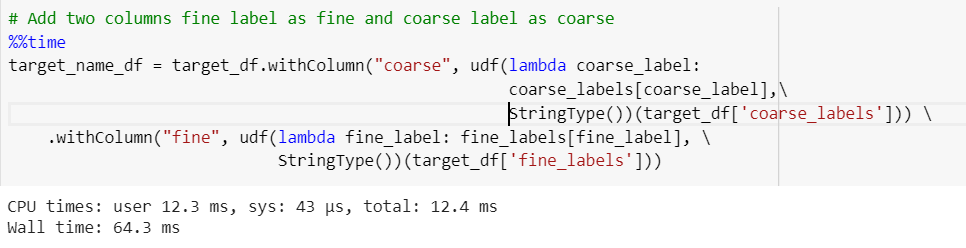 # Add two columns fine label as fine and coarse label as coarse
%%time
target_name_df = target_df.withColumn("coarse", udf(lambda coarse_label:
coarse_labels[coarse_label],\
StringType())(target_df['coarse_labels'])) \
.withColumn("fine", udf(lambda fine_label: fine_labels[fine_label], \
StringType())(target_df['fine_labels']))
CPU times: user 12.3 ms, sys: 43 µs, total: 12.4 ms
Wall time: 64.3 ms